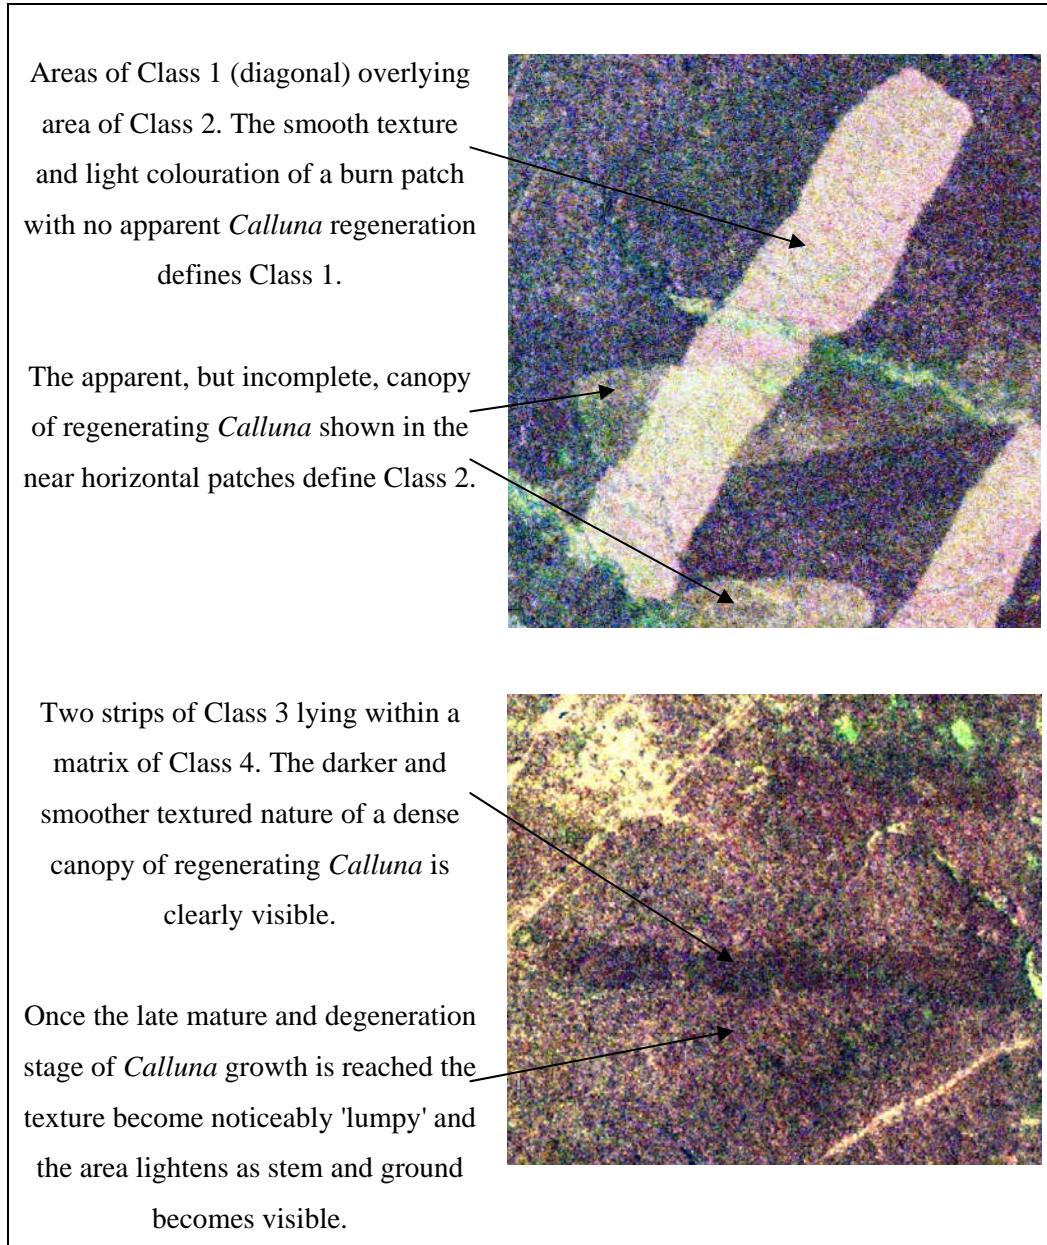 Areas of Class 1 (diagonal) overlying
area of Class 2. The smooth texture
and light colouration of a burn patch
with no apparent Calluna regeneration
defines Class 1.
The apparent, but incomplete, canopy
of regenerating Calluna shown in the
near horizontal patches define Class 2.
Two strips of Class 3 lying within a
matrix of Class 4. The darker and
smoother textured nature of a dense
canopy of regenerating Calluna is
clearly visible.
Once the late mature and degeneration
stage of Calluna growth is reached the
texture become noticeably 'lumpy' and
the area lightens as stem and ground
becomes visible.